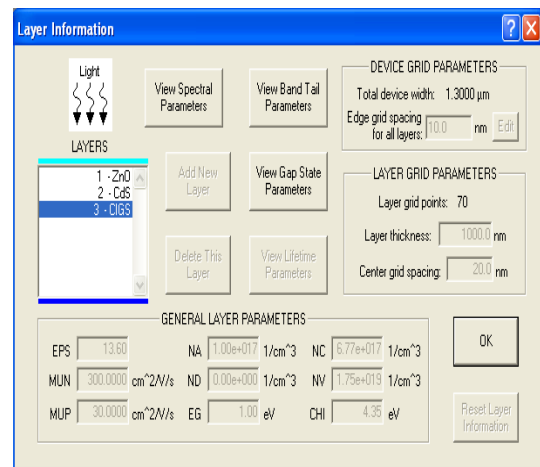 Layer Information
Light
LAYERS
1 - ZnO
2 - CdS
3 - CIGS
View Spectral
Parameters
View Band Tail
Parameters
Add New
Layer
View Gap State
Parameters
Delete This
Layer
View Lifetime
Parameters
DEVICE GRID PARAMETERS
Total device width: 1.3000 µm
Edge grid spacing
for all layers: 10.0 nm Edit
LAYER GRID PARAMETERS
Layer grid points: 70
Layer thickness: 1000.0 nm
Center grid spacing: 20.0 nm
GENERAL LAYER PARAMETERS
EPS 13.60 NA 1.00e+017 1/cm^3 NC 6.77e+017 1/cm^3
MUN 300.0000 cm^2/V/s ND 0.00e+000 1/cm^3 NV 1.75e+019 1/cm^3
MUP 30.0000 cm^2/V/s EG 1.00 eV CHI 4.35 eV
OK
Reset Layer
Information